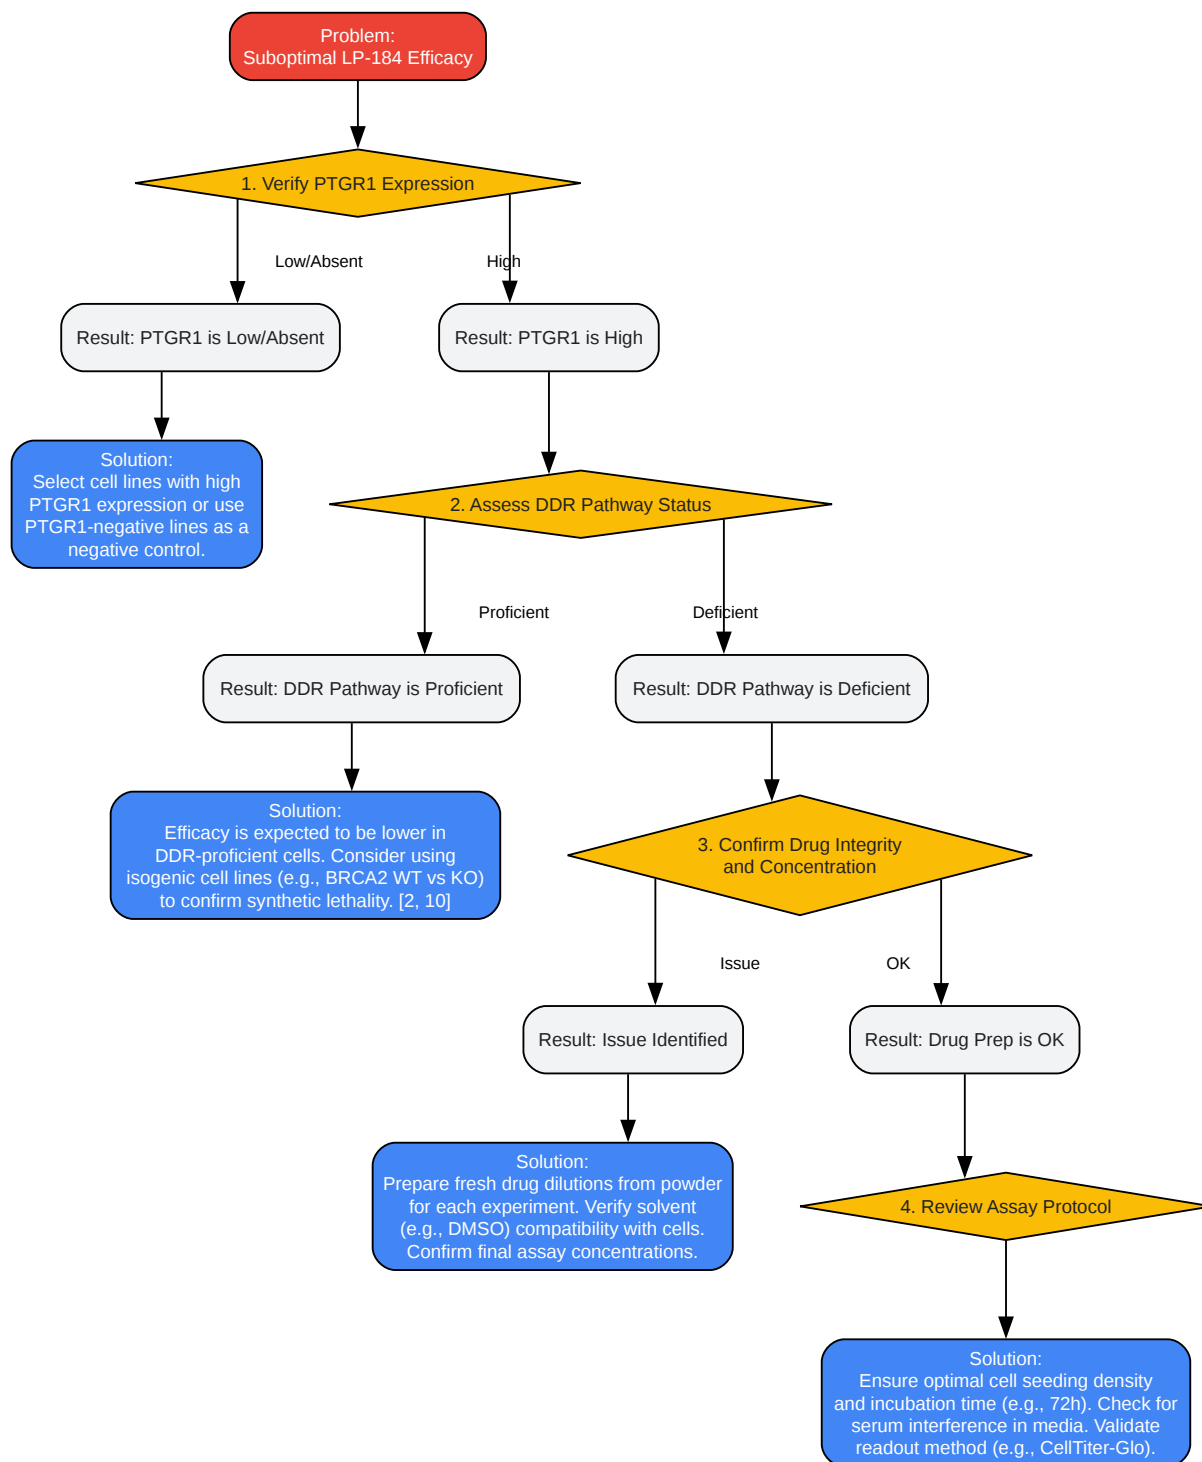 Problem:
Suboptimal LP-184 Efficacy
1. Verify PTGR1 Expression
Low/Absent
High
Result: PTGR1 is Low/Absent
Result: PTGR1 is High
Solution:
Select cell lines with high
PTGR1 expression or use
PTGR1-negative lines as a
negative control.
2. Assess DDR Pathway Status
Proficient
Deficient
Result: DDR Pathway is Proficient
Result: DDR Pathway is Deficient
Solution:
Efficacy is expected to be lower in
DDR-proficient cells. Consider using
isogenic cell lines (e.g., BRCA2 WT vs KO)
to confirm synthetic lethality. [2, 10]
3. Confirm Drug Integrity
and Concentration
Issue
OK
Result: Issue Identified
Result: Drug Prep is OK
Solution:
Prepare fresh drug dilutions from powder
for each experiment. Verify solvent
(e.g., DMSO) compatibility with cells.
Confirm final assay concentrations.
4. Review Assay Protocol
Solution:
Ensure optimal cell seeding density
and incubation time (e.g., 72h). Check for
serum interference in media. Validate
readout method (e.g., CellTiter-Glo).